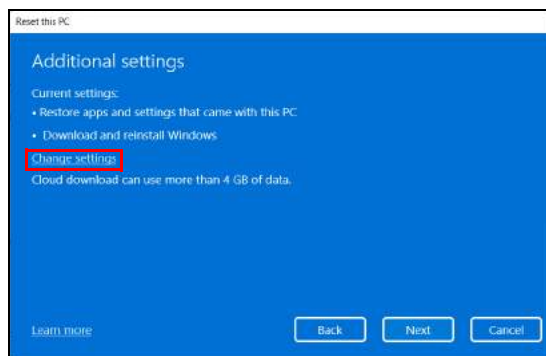 Reset this PC
Additional settings
Current settings:
• Restore apps and settings that came with this PC
• Download and reinstall Windows
Change settings
Cloud download can use more than 4 GB of data.
Learn more
Back
Next
Cancel